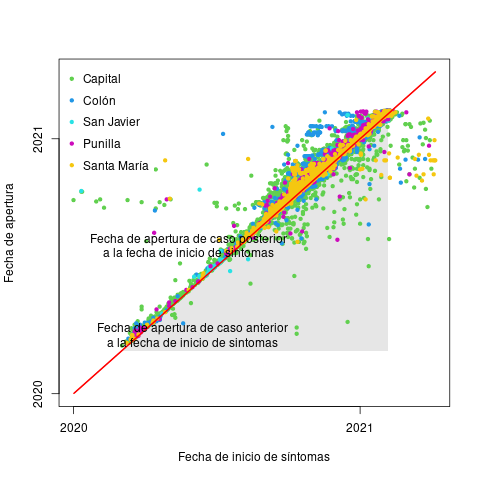 Capital
Colón
San Javier
Punilla
Santa María
Fecha de apertura de caso posterior
a la fecha de inicio de síntomas
Fecha de apertura de caso anterior
a la fecha de inicio de síntomas
2021
2020
Fecha de apertura
2020
2021
Fecha de inicio de síntomas